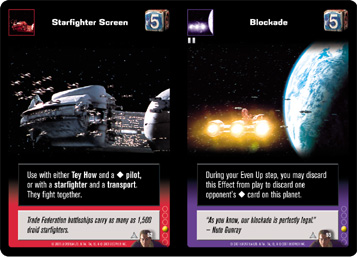 Starfighter Screen
5
Use with either Tey How and a ◆ pilot,
or with a starfighter and a transport.
They fight together.
Trade Federation battleships carry as many as 1,500
droid starfighters.
Blockade
5
During your Even Up step, you may discard
this Effect from play to discard one
opponent's ◆ card on this planet.
"As you know, our blockade is perfectly legal."
– Nute Gunray